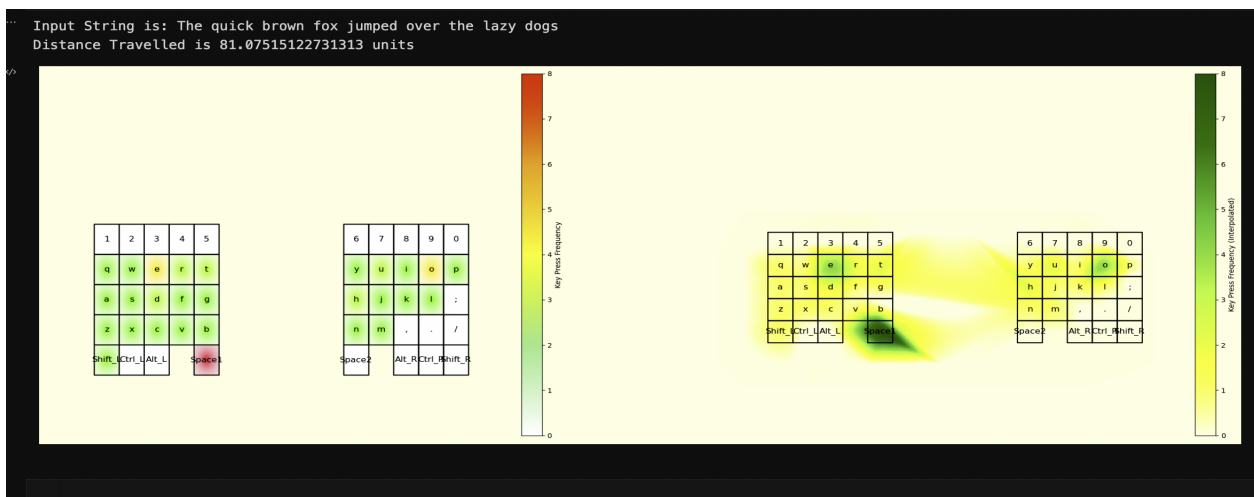 ...
Input String is: The quick brown fox jumped over the lazy dogs
Distance Travelled is 81.07515122731313 units
</>
1 2 3 4 5
q w e r t
a s d f g
z x c v b
Shift_L Ctrl_L Alt_L Space1
6 7 8 9 0
y u i o p
h j k l ;
n m , . /
Space2 Alt_R Ctrl_R Shift_R
8
7
6
5
4
3
2
1
0
Key Press Frequency
1 2 3 4 5
q w e r t
a s d f g
z x c v b
Shift_L Ctrl_L Alt_L Space1
6 7 8 9 0
y u i o p
h j k l ;
n m , . /
Space2 Alt_R Ctrl_R Shift_R
8
7
6
5
4
3
2
1
0
Key Press Frequency (Interpolated)